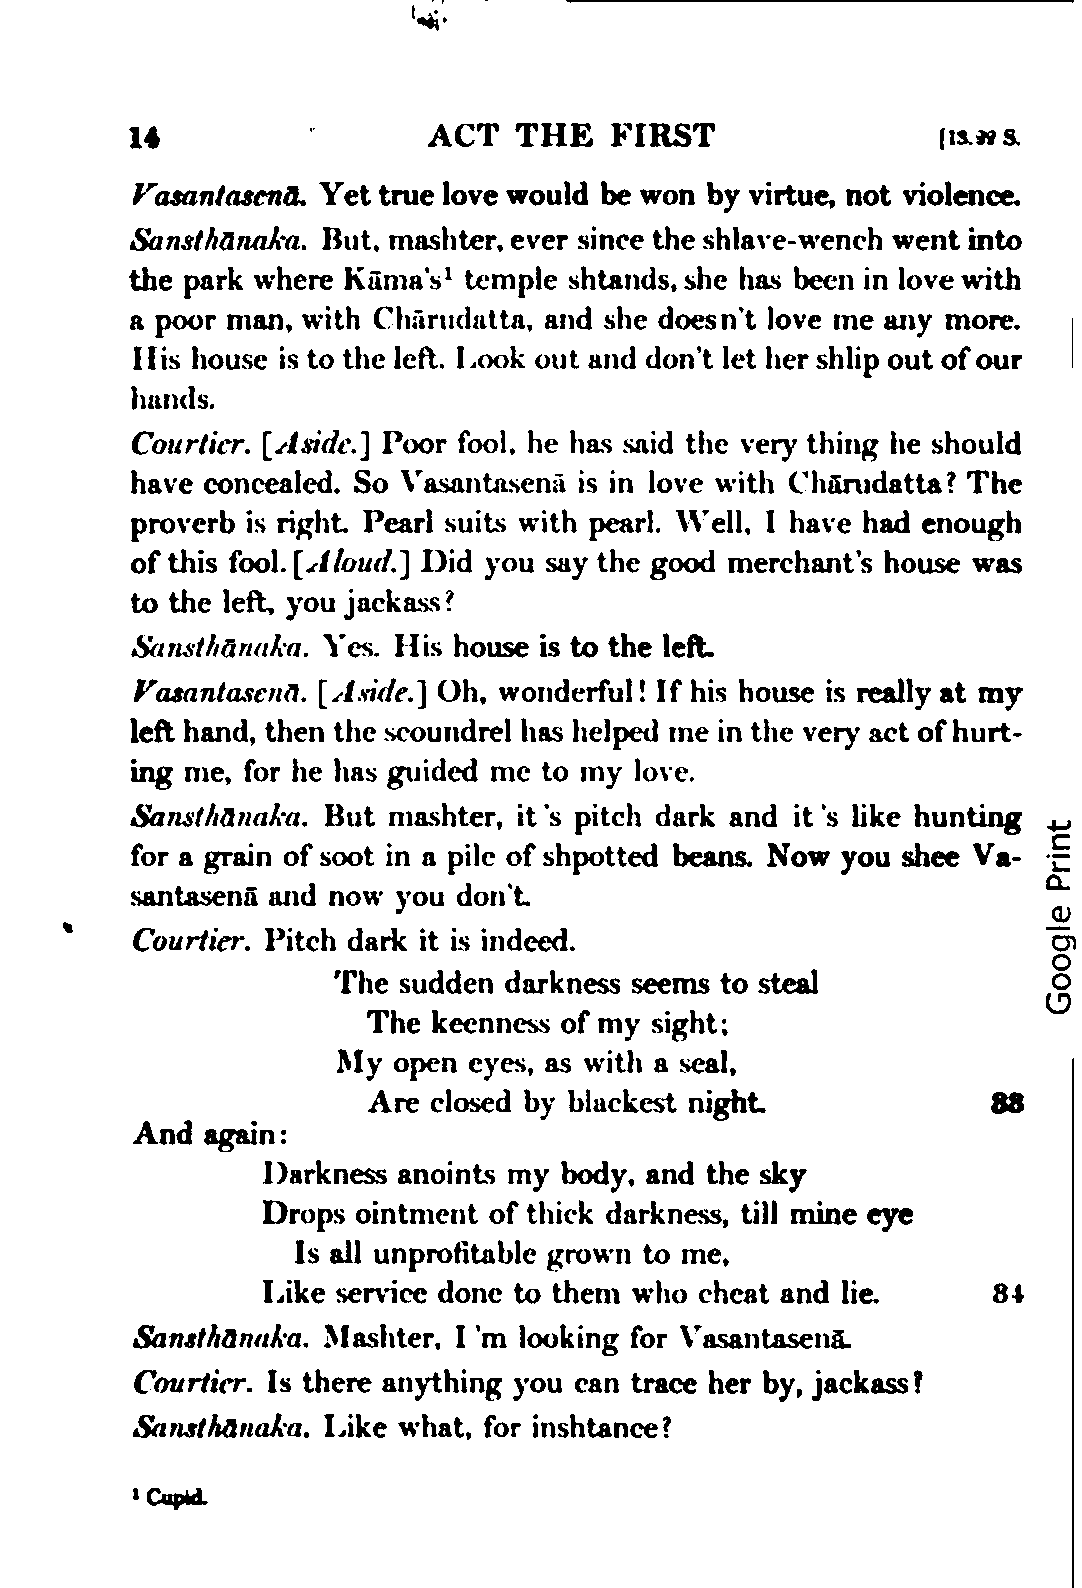 14 ACT THE FIRST [13.22 S.
Vasantasenā. Yet true love would be won by virtue, not violence.
Sansthānaka. But, mashter, ever since the shlave-wench went into
the park where Kāma's¹ temple shtands, she has been in love with
a poor man, with Chārudatta, and she doesn't love me any more.
His house is to the left. Look out and don't let her shlip out of our
hands.
Courtier. [Aside.] Poor fool, he has said the very thing he should
have concealed. So Vasantasenā is in love with Chārudatta? The
proverb is right. Pearl suits with pearl. Well, I have had enough
of this fool. [Aloud.] Did you say the good merchant's house was
to the left, you jackass?
Sansthānaka. Yes. His house is to the left.
Vasantasenā. [Aside.] Oh, wonderful! If his house is really at my
left hand, then the scoundrel has helped me in the very act of hurt-
ing me, for he has guided me to my love.
Sansthānaka. But mashter, it 's pitch dark and it 's like hunting
for a grain of soot in a pile of shpotted beans. Now you shee Va-
santasenā and now you don't.
Courtier. Pitch dark it is indeed.
The sudden darkness seems to steal
The keenness of my sight;
My open eyes, as with a seal,
Are closed by blackest night. 33
And again:
Darkness anoints my body, and the sky
Drops ointment of thick darkness, till mine eye
Is all unprofitable grown to me,
Like service done to them who cheat and lie. 34
Sansthānaka. Mashter, I 'm looking for Vasantasenā.
Courtier. Is there anything you can trace her by, jackass?
Sansthānaka. Like what, for inshtance?
¹ Cupid.
Google Print